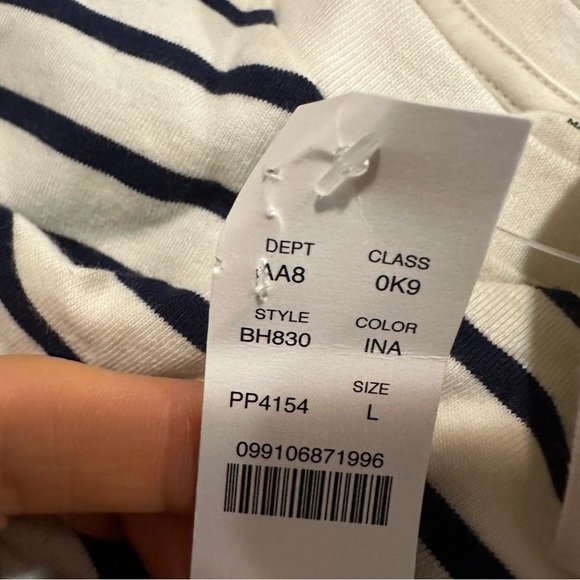 DEPT CLASS
AA8 0K9
STYLE COLOR
BH830 INA
SIZE
PP4154 L
099106871996